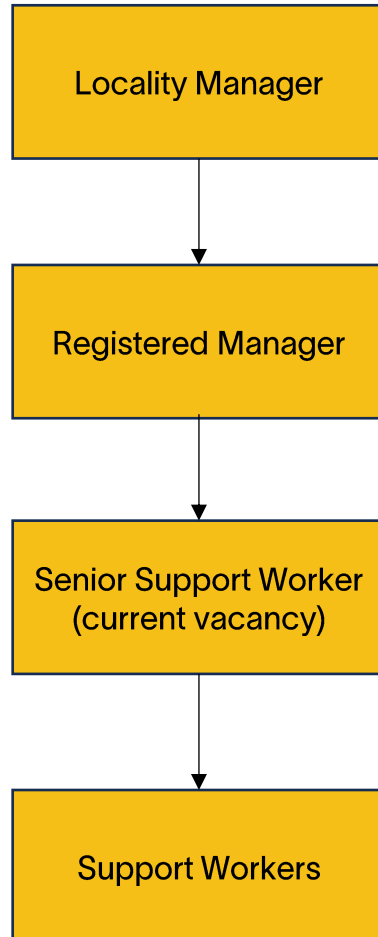 Locality Manager
Registered Manager
Senior Support Worker
(current vacancy)
Support Workers